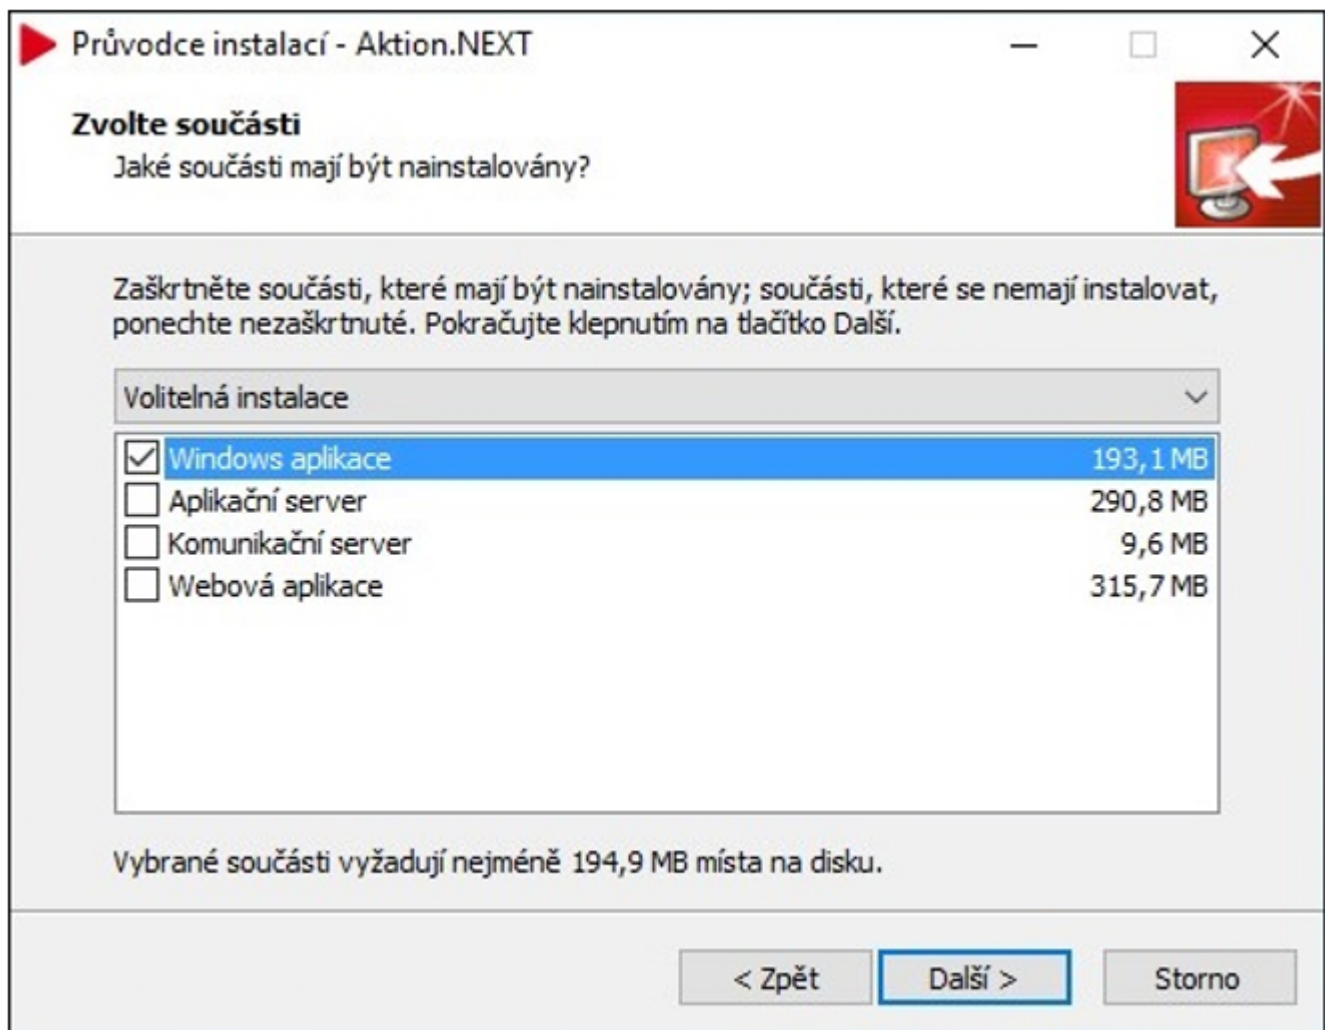 Průvodce instalací - Aktion.NEXT
Zvolte součásti
Jaké součásti mají být nainstalovány?
Zaškrtněte součásti, které mají být nainstalovány; součásti, které se nemají instalovat,
ponechte nezaškrtnuté. Pokračujte klepnutím na tlačítko Další.
Volitelná instalace
Windows aplikace 193,1 MB
Aplikační server 290,8 MB
Komunikační server 9,6 MB
Webová aplikace 315,7 MB
Vybrané součásti vyžadují nejméně 194,9 MB místa na disku.
< Zpět Další > Storno